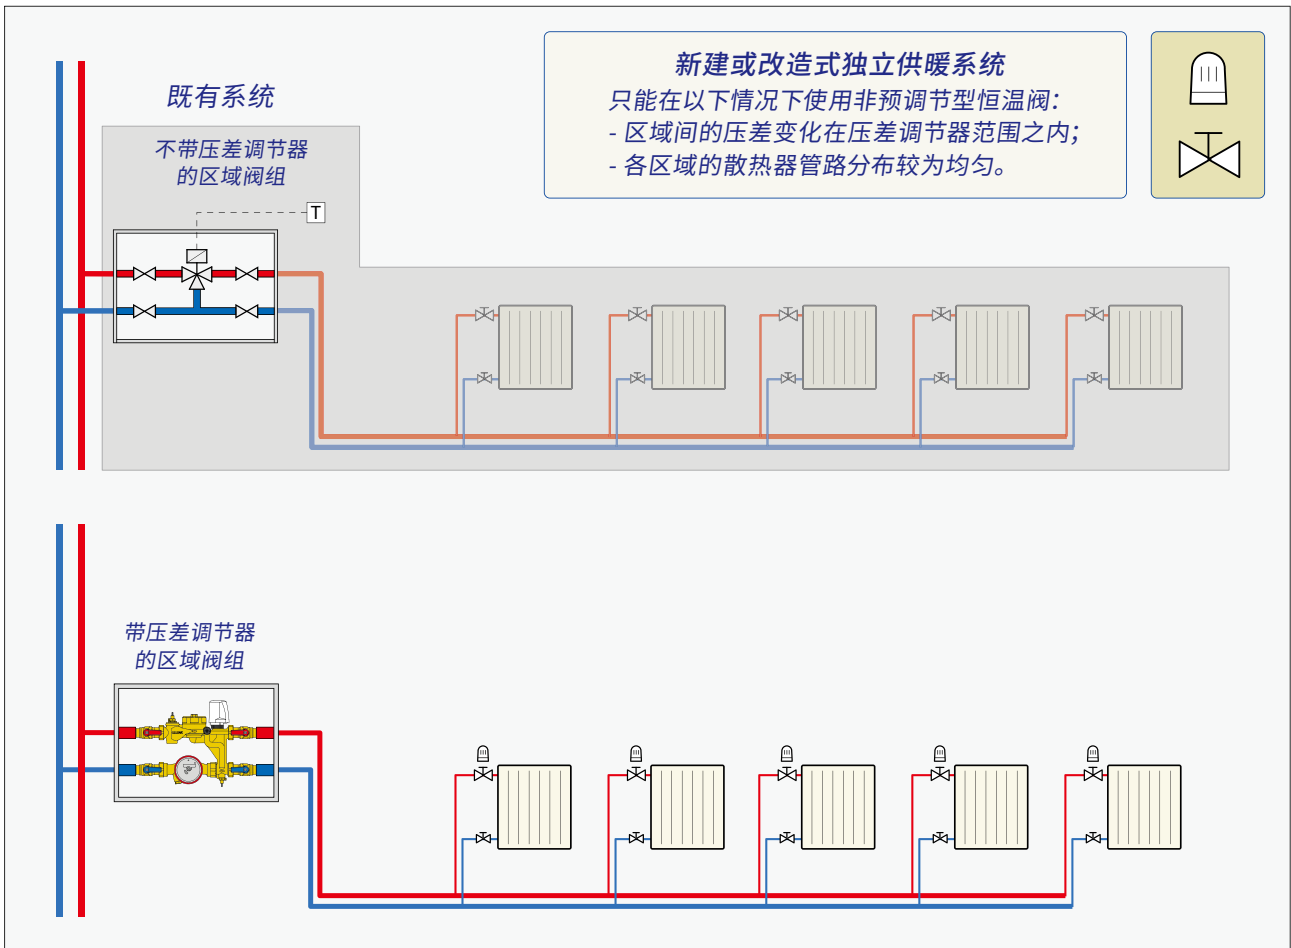 新建或改造式独立供暖系统
只能在以下情况下使用非预调节型恒温阀：
- 区域间的压差变化在压差调节器范围之内；
- 各区域的散热器管路分布较为均匀。
既有系统
不带压差调节器
的区域阀组
T
带压差调节器
的区域阀组